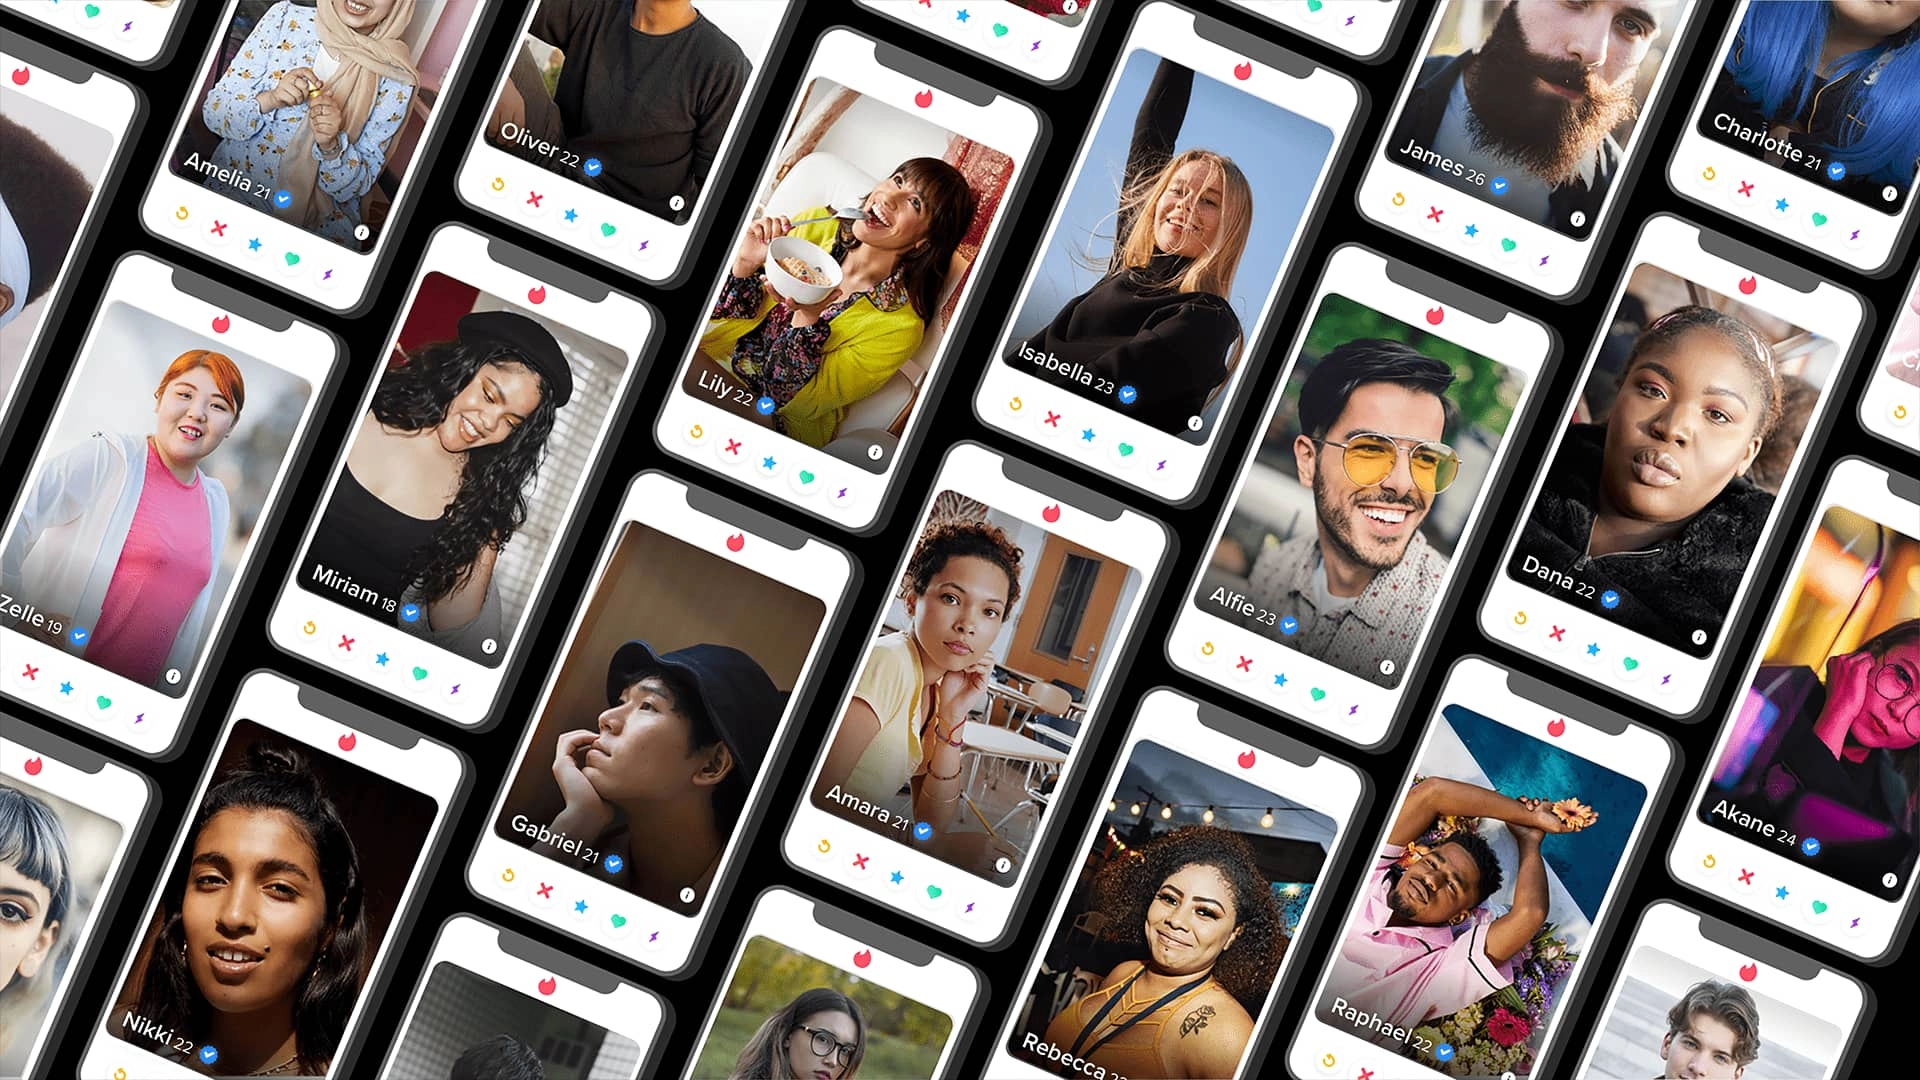 Amelia 21
Oliver 22
James 26
Charlotte 21
Lily 22
Isabella 23
Zelle 19
Miriam 18
Alfie 23
Dana 22
Gabriel 21
Amara 21
Akane 24
Nikki 22
Rebecca
Raphael 22